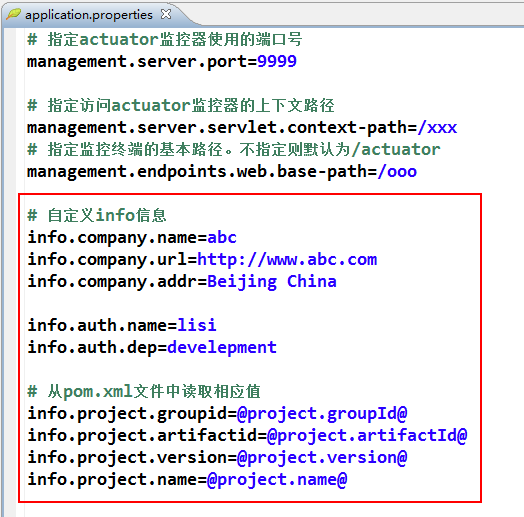 application.properties
# 指定actuator监控器使用的端口号
management.server.port=9999
# 指定访问actuator监控器的上下文路径
management.server.servlet.context-path=/xxx
# 指定监控终端的基本路径。不指定则默认为/actuator
management.endpoints.web.base-path=/ooo
# 自定义info信息
info.company.name=abc
info.company.url=http://www.abc.com
info.company.addr=Beijing China
info.auth.name=lisi
info.auth.dep=develepment
# 从pom.xml文件中读取相应值
info.project.groupid=@project.groupId@
info.project.artifactid=@project.artifactId@
info.project.version=@project.version@
info.project.name=@project.name@